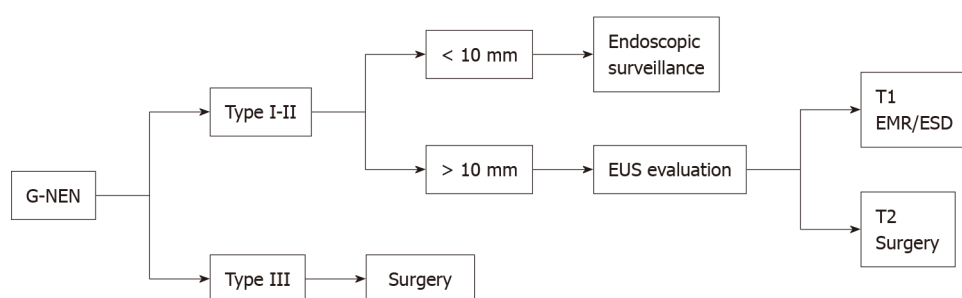 G-NEN
Type I-II
< 10 mm
Endoscopic
surveillance
> 10 mm
EUS evaluation
T1
EMR/ESD
T2
Surgery
Type III
Surgery